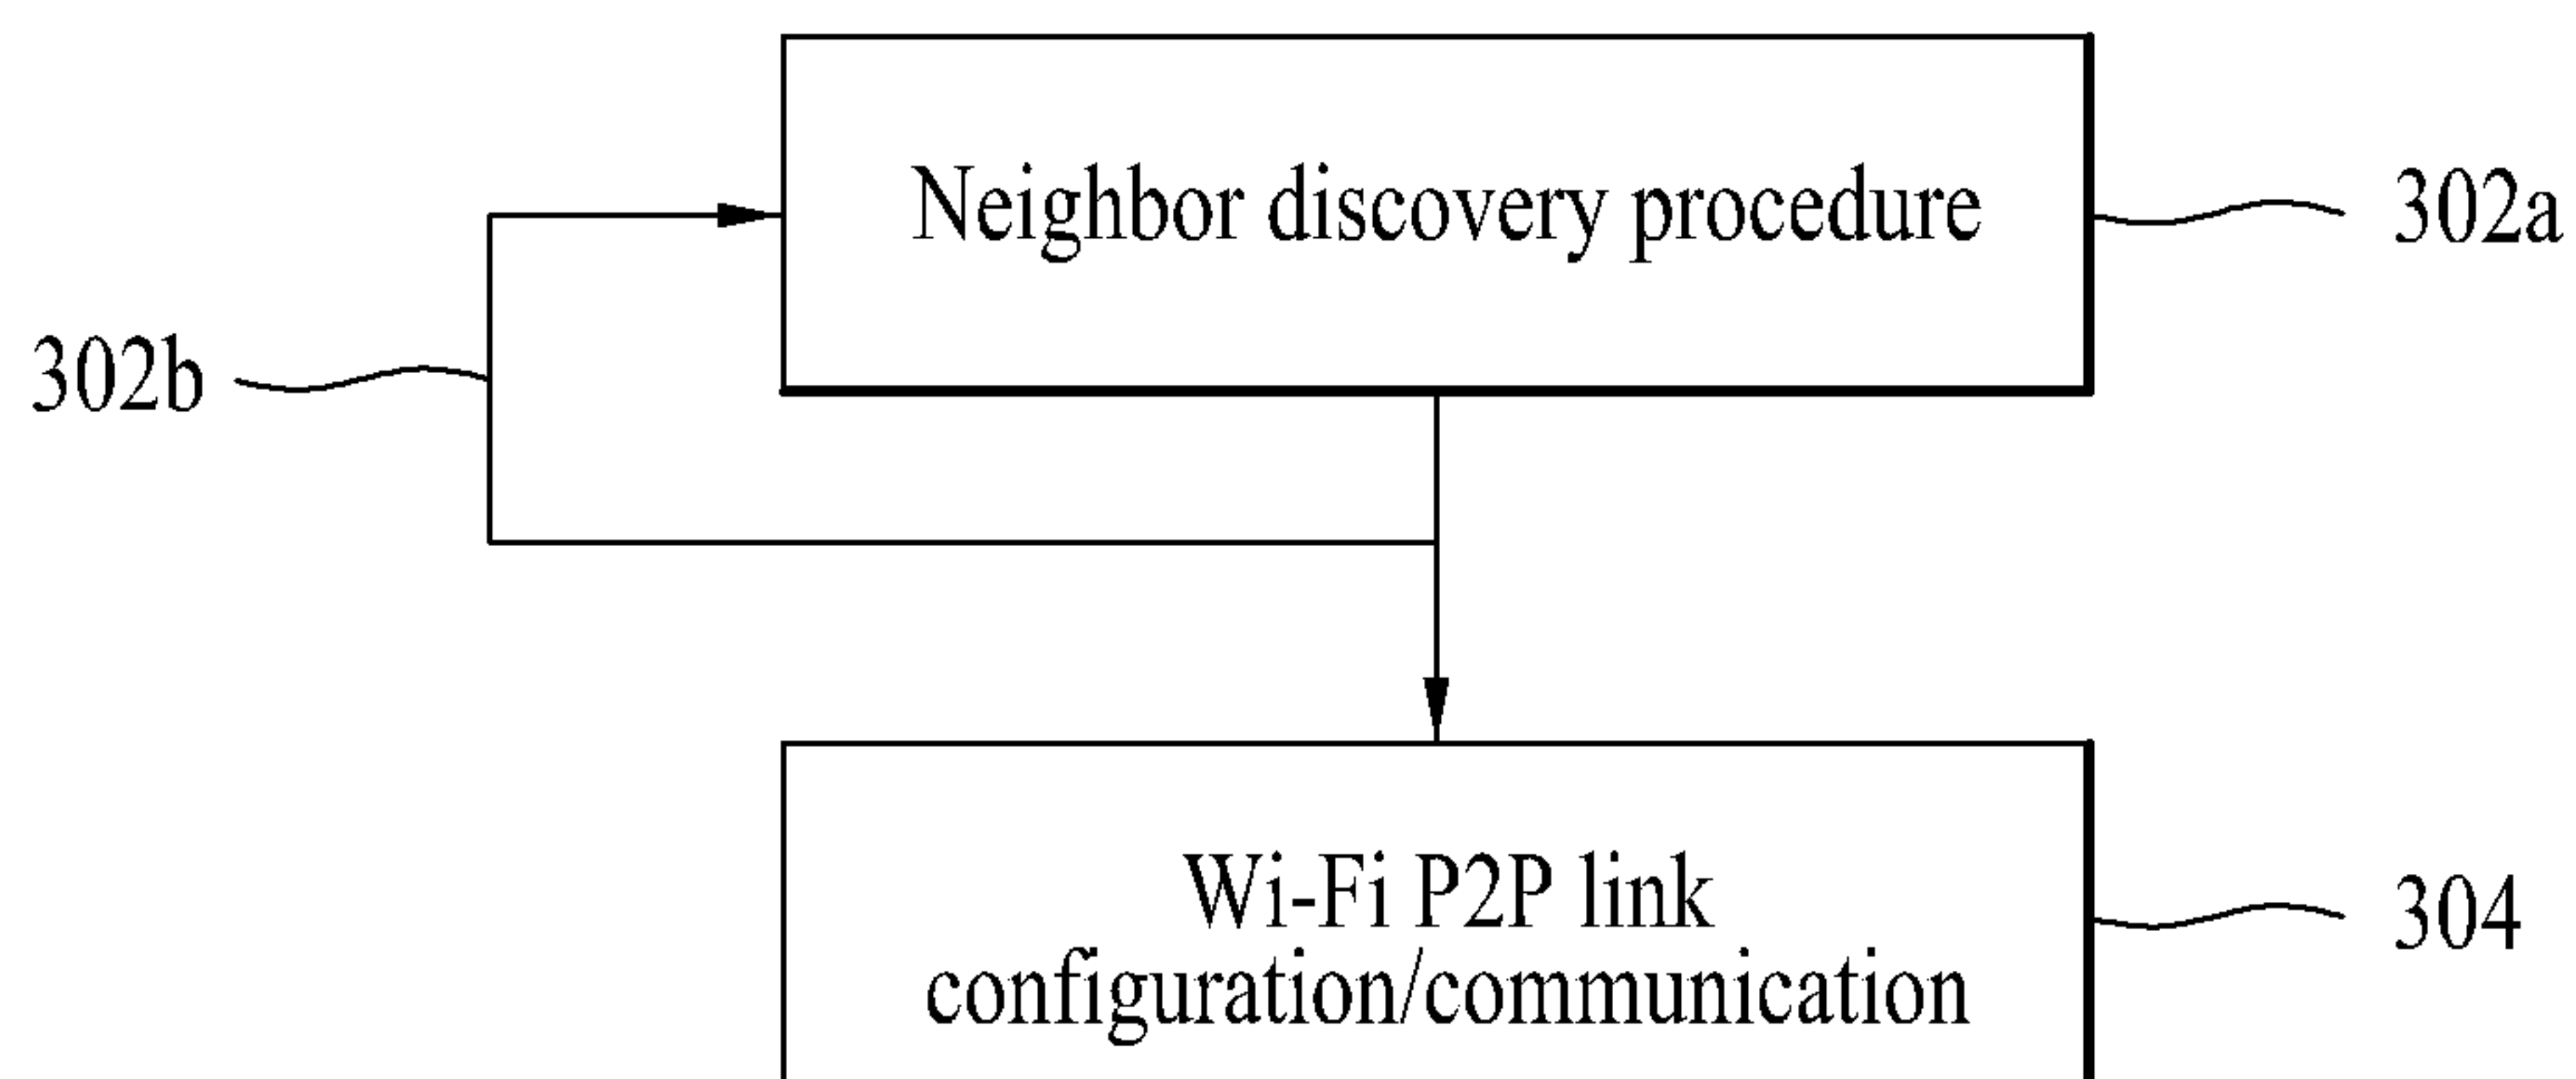 Neighbor discovery procedure
302a
302b
Wi-Fi P2P link
configuration/communication
304